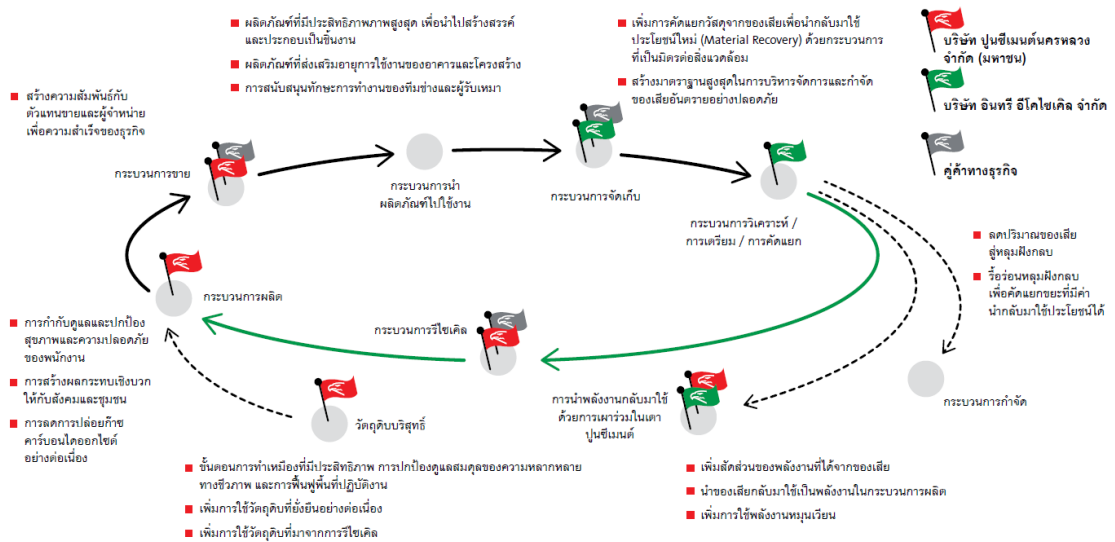 ■ ผลิตภัณฑ์ที่มีประสิทธิภาพภาพสูงสุด เพื่อนำไปสร้างสรรค์
และประกอบเป็นชิ้นงาน
■ ผลิตภัณฑ์ที่ส่งเสริมอายุการใช้งานของอาคารและโครงสร้าง
■ การสนับสนุนทักษะการทำงานของทีมช่างและผู้รับเหมา
■ เพิ่มการคัดแยกวัสดุจากของเสียเพื่อนำกลับมาใช้
ประโยชน์ใหม่ (Material Recovery) ด้วยกระบวนการ
ที่เป็นมิตรต่อสิ่งแวดล้อม
■ สร้างมาตราฐานสูงสุดในการบริหารจัดการและกำจัด
ของเสียอันตรายอย่างปลอดภัย
บริษัท ปูนซีเมนต์นครหลวง
จำกัด (มหาชน)
บริษัท อินทรี อีโคไซเคิล จำกัด
คู่ค้าทางธุรกิจ
■ สร้างความสัมพันธ์กับ
ตัวแทนขายและผู้จำหน่าย
เพื่อความสำเร็จของธุรกิจ
กระบวนการขาย
กระบวนการนำ
ผลิตภัณฑ์ไปใช้งาน
กระบวนการจัดเก็บ
กระบวนการวิเคราะห์ /
การเตรียม / การคัดแยก
■ ลดปริมาณของเสีย
สู่หลุมฝังกลบ
■ รื้อร่อนหลุมฝังกลบ
เพื่อคัดแยกขยะที่มีค่า
นำกลับมาใช้ประโยชน์ได้
กระบวนการผลิต
กระบวนการรีไซเคิล
■ การกำกับดูแลและปกป้อง
สุขภาพและความปลอดภัย
ของพนักงาน
■ การสร้างผลกระทบเชิงบวก
ให้กับสังคมและชุมชน
■ การลดการปล่อยก๊าซ
คาร์บอนไดออกไซด์
อย่างต่อเนื่อง
วัตถุดิบบริสุทธิ์
การนำพลังงานกลับมาใช้
ด้วยการเผาร่วมในเตา
ปูนซีเมนต์
กระบวนการกำจัด
■ ขั้นตอนการทำเหมืองที่มีประสิทธิภาพ การปกป้องดูแลสมดุลของความหลากหลาย
ทางชีวภาพ และการฟื้นฟูพื้นที่ปฏิบัติงาน
■ เพิ่มการใช้วัตถุดิบที่ยั่งยืนอย่างต่อเนื่อง
■ เพิ่มการใช้วัตถุดิบที่มาจากการรีไซเคิล
■ เพิ่มสัดส่วนของพลังงานที่ได้จากของเสีย
■ นำของเสียกลับมาใช้เป็นพลังงานในกระบวนการผลิต
■ เพิ่มการใช้พลังงานหมุนเวียน